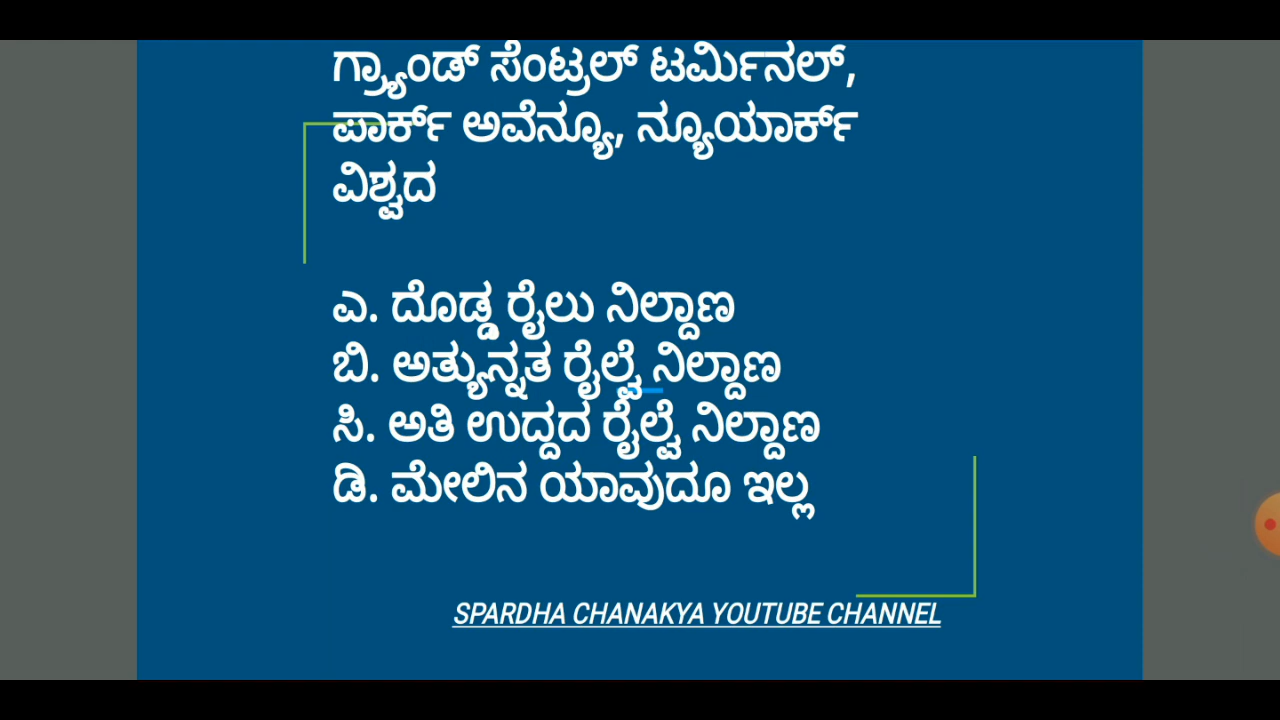 ಗ್ರ್ಯಾಂಡ್ ಸೆಂಟ್ರಲ್ ಟರ್ಮಿನಲ್,
ಪಾರ್ಕ್ ಅವೆನ್ಯೂ, ನ್ಯೂಯಾರ್ಕ್
ವಿಶ್ವದ
ಎ. ದೊಡ್ಡ ರೈಲು ನಿಲ್ದಾಣ
ಬಿ. ಅತ್ಯುನ್ನತ ರೈಲ್ವೆ ನಿಲ್ದಾಣ
ಸಿ. ಅತಿ ಉದ್ದದ ರೈಲ್ವೆ ನಿಲ್ದಾಣ
ಡಿ. ಮೇಲಿನ ಯಾವುದೂ ಇಲ್ಲ
SPARDHA CHANAKYA YOUTUBE CHANNEL